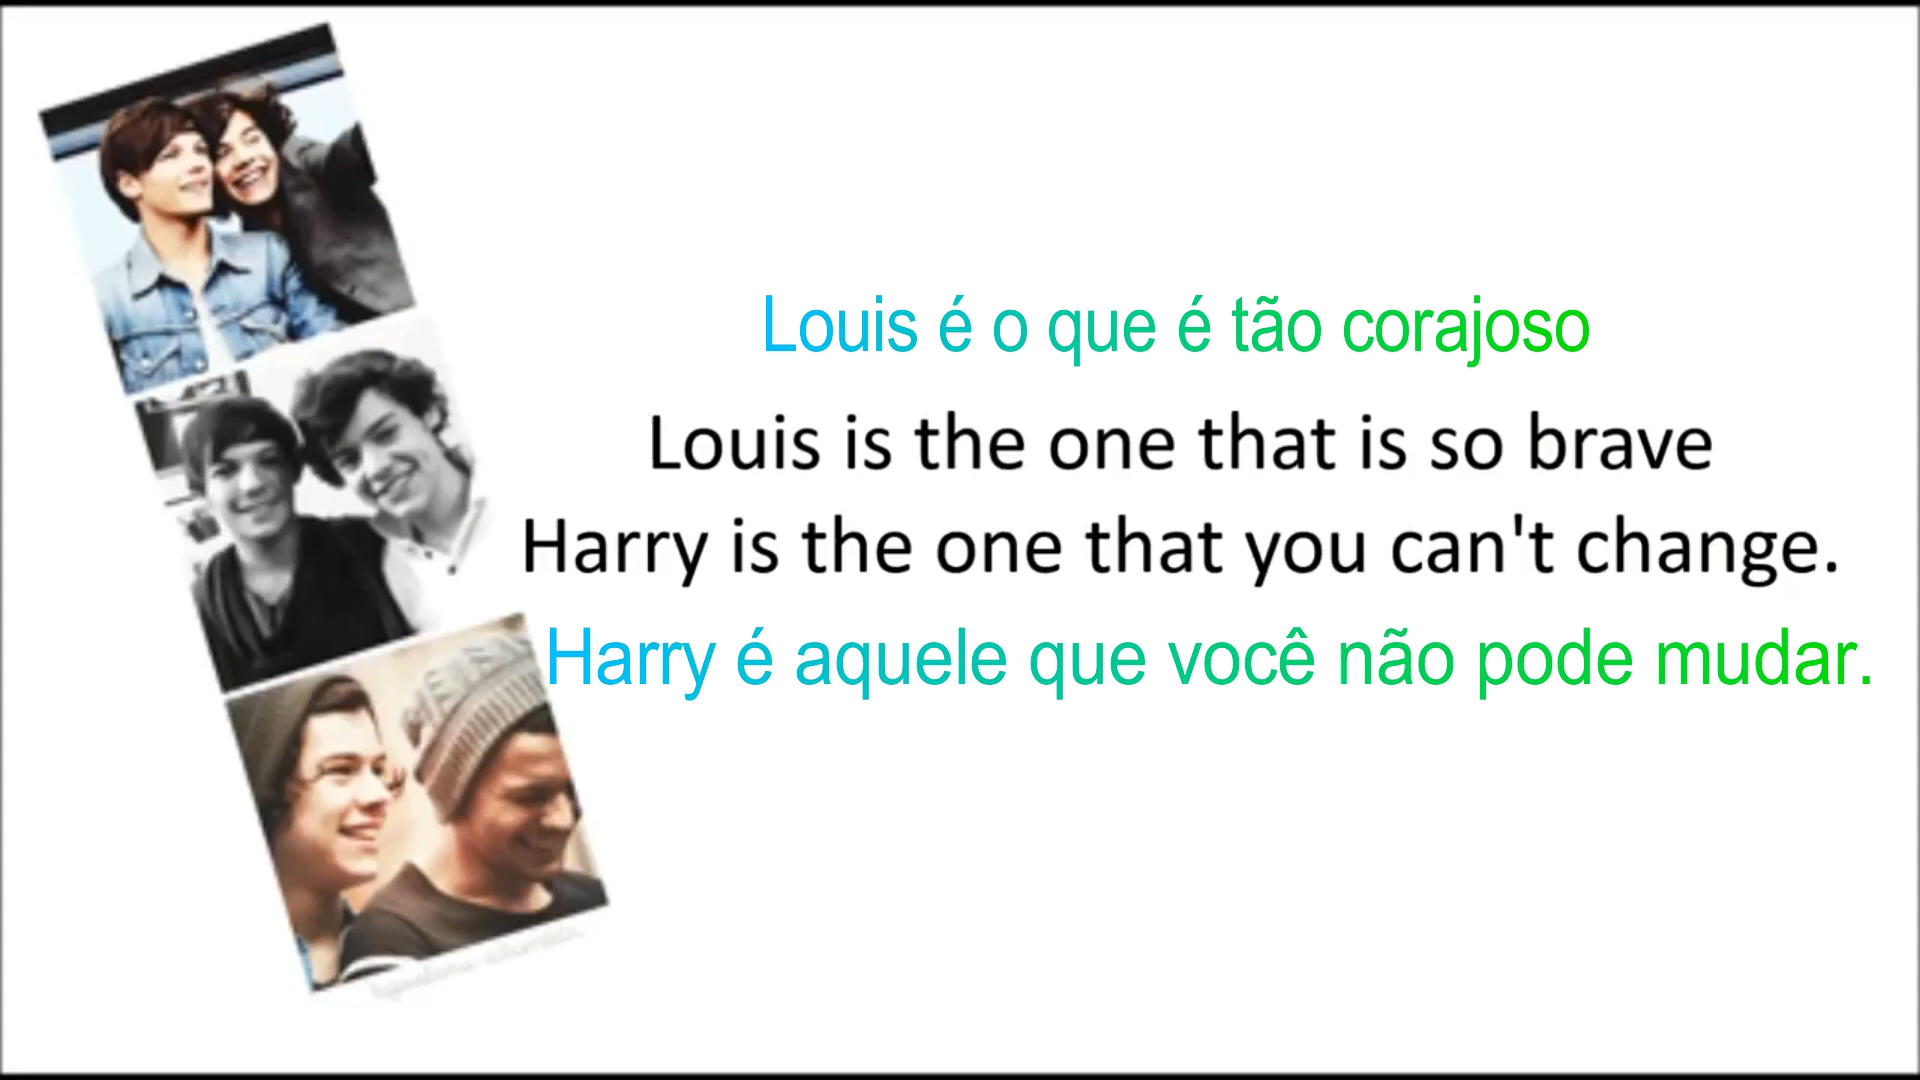 Louis é o que é tão corajoso
Louis is the one that is so brave
Harry is the one that you can't change.
Harry é aquele que você não pode mudar.